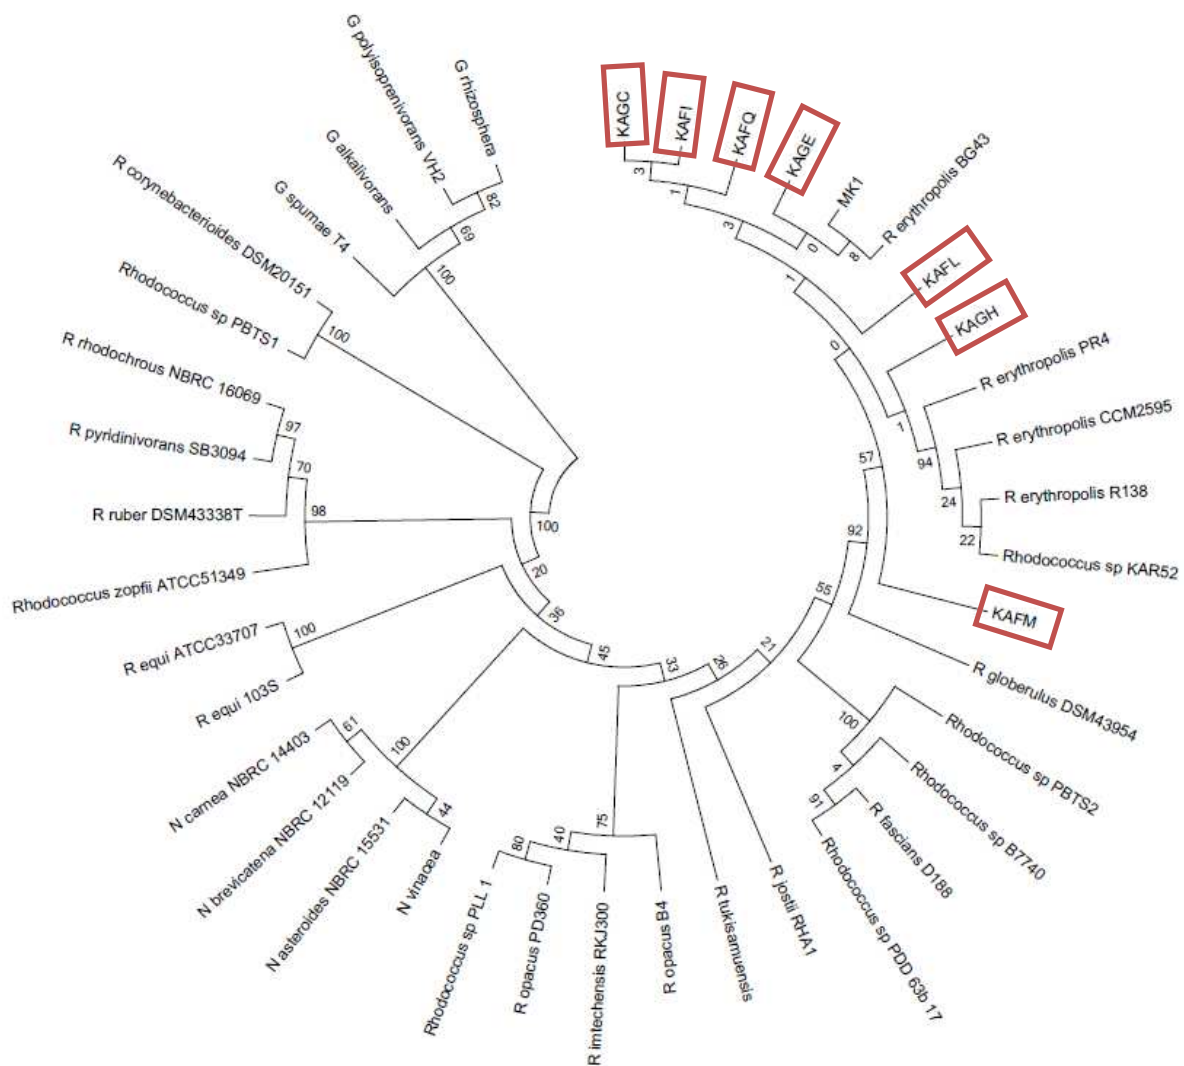 KAGC
3
KAFI
1
KAFQ
3
KAGE
0
MK1
8
R erythropolis BG43
1
KAFL
0
KAGH
1
R erythropolis PR4
94
R erythropolis CCM2595
24
R erythropolis R138
22
Rhodococcus sp KAR52
57
KAFM
92
R globerulus DSM43954
55
100
Rhodococcus sp PBTS2
4
Rhodococcus sp B7740
91
R fascians D188
Rhodococcus sp PDD 63b 17
21
R jostii RHA1
26
R tukisamuensis
33
75
R opacus B4
40
R imtechensis RKJ300
80
R opacus PD360
Rhodococcus sp PLL 1
45
100
44
N vinacea
N asteroides NBRC 15531
61
N brevicatena NBRC 12119
N carnea NBRC 14403
36
100
R equi 103S
R equi ATCC33707
20
98
Rhodococcus zopfii ATCC51349
70
R ruber DSM43338T
97
R pyridinivorans SB3094
R rhodochrous NBRC 16069
100
100
Rhodococcus sp PBTS1
R corynebacterioides DSM20151
100
G spumae T4
69
G alkalivorans
82
G polyisoprenivorans VH2
G rhizosphera